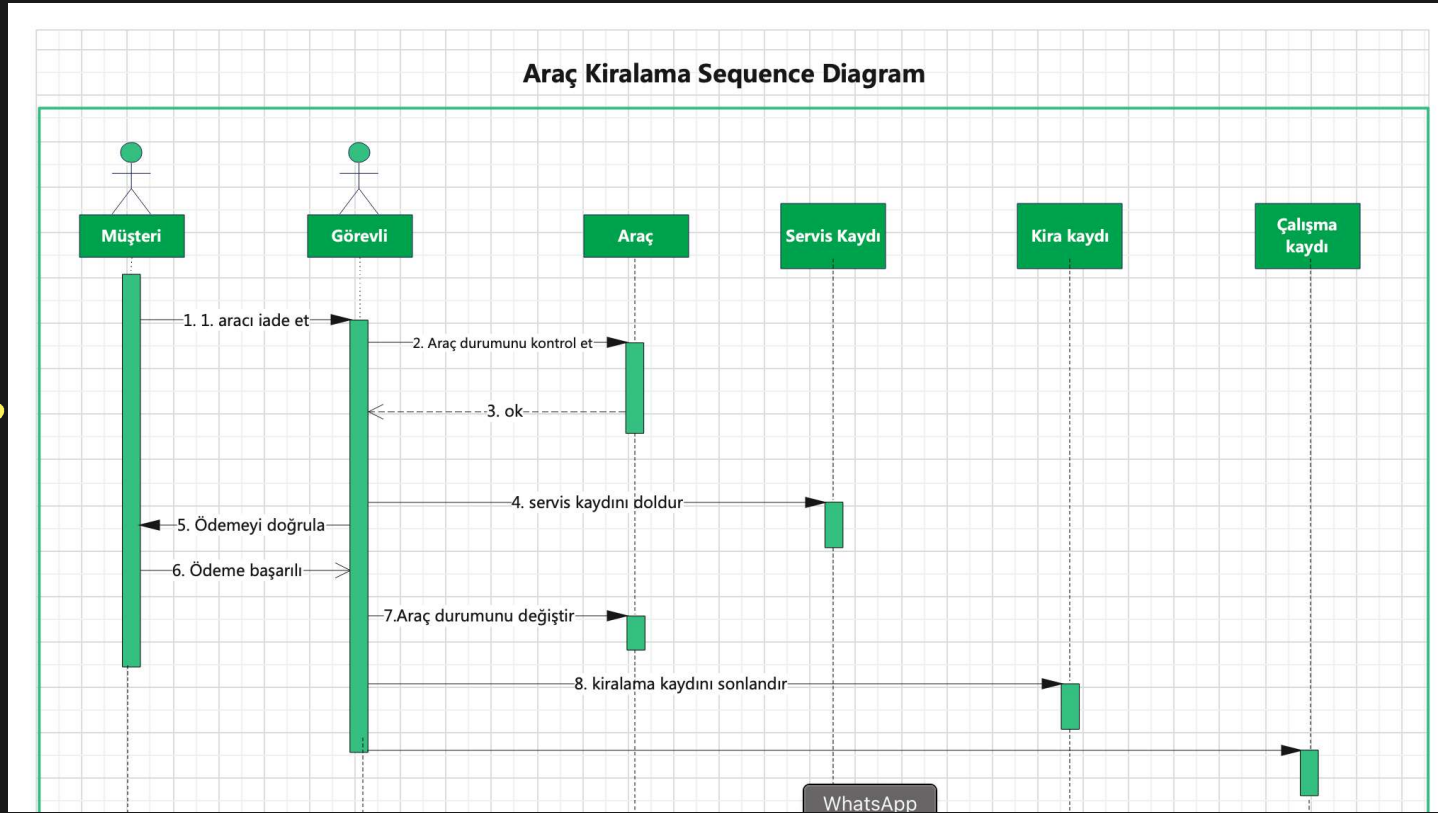 Araç Kiralama Sequence Diagram
Müşteri
Görevli
Araç
Servis Kaydı
Kira kaydı
Çalışma
kaydı
1. 1. aracı iade et
2. Araç durumunu kontrol et
3. ok
4. servis kaydını doldur
5. Ödemeyi doğrula
6. Ödeme başarılı
7.Araç durumunu değiştir
8. kiralama kaydını sonlandır
WhatsApp